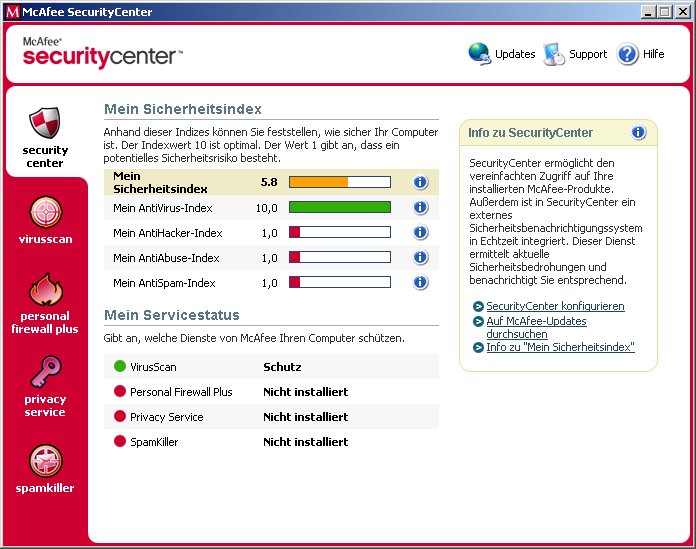 McAfee SecurityCenter
McAfee®
securitycenter™
Updates
Support
Hilfe
security
center
virusscan
personal
firewall plus
privacy
service
spamkiller
Mein Sicherheitsindex
Anhand dieser Indizes können Sie feststellen, wie sicher Ihr Computer
ist. Der Indexwert 10 ist optimal. Der Wert 1 gibt an, dass ein
potentielles Sicherheitsrisiko besteht.
Mein
Sicherheitsindex 5.8
Mein AntiVirus-Index 10,0
Mein AntiHacker-Index 1,0
Mein AntiAbuse-Index 1,0
Mein AntiSpam-Index 1,0
Mein Servicestatus
Gibt an, welche Dienste von McAfee Ihren Computer schützen.
VirusScan Schutz
Personal Firewall Plus Nicht installiert
Privacy Service Nicht installiert
SpamKiller Nicht installiert
Info zu SecurityCenter
SecurityCenter ermöglicht den
vereinfachten Zugriff auf Ihre
installierten McAfee-Produkte.
Außerdem ist in SecurityCenter ein
externes
Sicherheitsbenachrichtigungssystem
in Echtzeit integriert. Dieser Dienst
ermittelt aktuelle
Sicherheitsbedrohungen und
benachrichtigt Sie entsprechend.
SecurityCenter konfigurieren
Auf McAfee-Updates
durchsuchen
Info zu "Mein Sicherheitsindex"